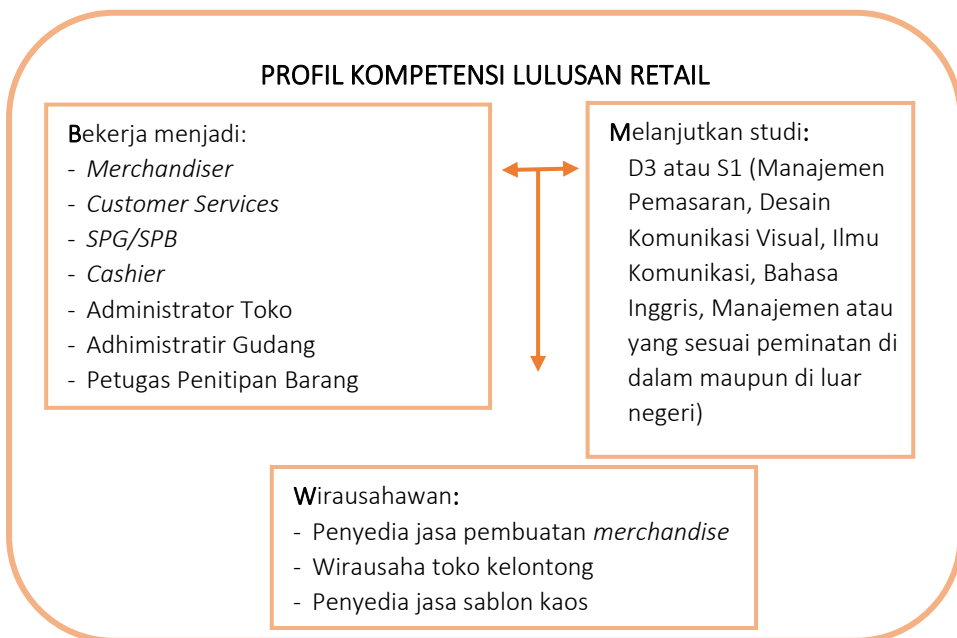 PROFIL KOMPETENSI LULUSAN RETAIL
Bekerja menjadi:
- Merchandiser
- Customer Services
- SPG/SPB
- Cashier
- Administrator Toko
- Adhimistratir Gudang
- Petugas Penitipan Barang
Melanjutkan studi:
D3 atau S1 (Manajemen
Pemasaran, Desain
Komunikasi Visual, Ilmu
Komunikasi, Bahasa
Inggris, Manajemen atau
yang sesuai peminatan di
dalam maupun di luar
negeri)
Wirausahawan:
- Penyedia jasa pembuatan merchandise
- Wirausaha toko kelontong
- Penyedia jasa sablon kaos